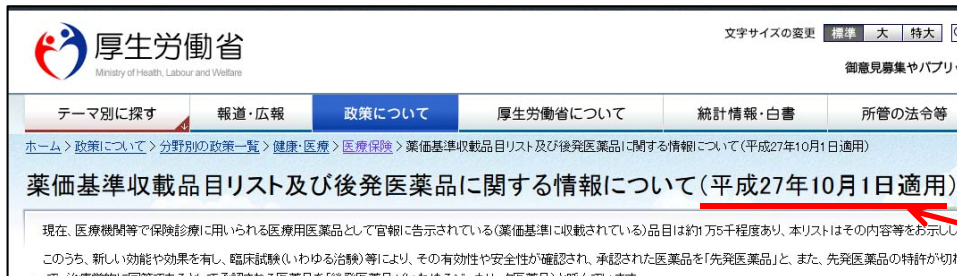 文字サイズの変更 標準 大 特大
厚生労働省
Ministry of Health, Labour and Welfare
御意見募集やパブリッ
テーマ別に探す 報道・広報 政策について 厚生労働省について 統計情報・白書 所管の法令等
ホーム > 政策について > 分野別の政策一覧 > 健康・医療 > 医療保険 > 薬価基準収載品目リスト及び後発医薬品に関する情報について(平成27年10月1日適用)
薬価基準収載品目リスト及び後発医薬品に関する情報について(平成27年10月1日適用)
現在、医療機関等で保険診療に用いられる医療用医薬品として官報に告示されている(薬価基準に収載されている)品目は約1万5千程度あり、本リストはその内容等をお示しし
このうち、新しい効能や効果を有し、臨床試験(いわゆる治験)等により、その有効性や安全性が確認され、承認された医薬品を「先発医薬品」と、また、先発医薬品の特許が切れ